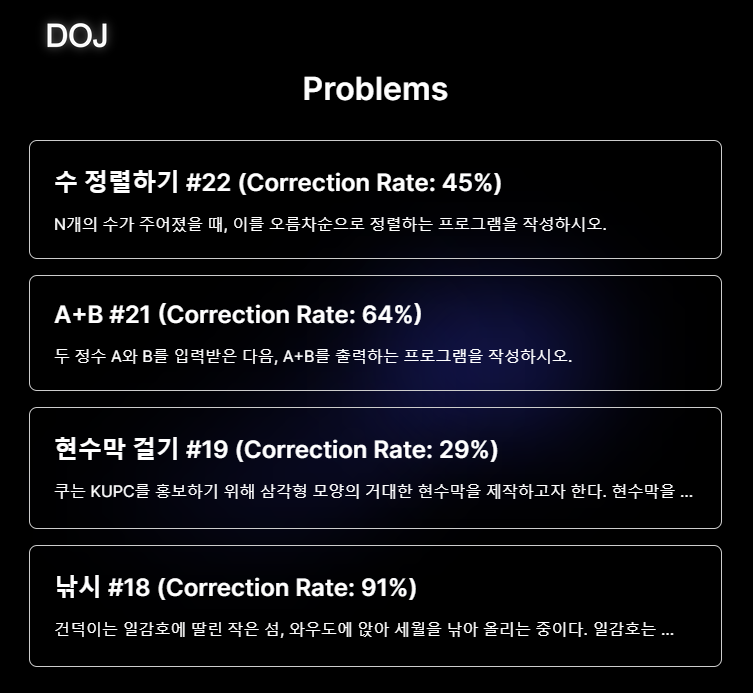 DOJ
Problems
수 정렬하기 #22 (Correction Rate: 45%)
N개의 수가 주어졌을 때, 이를 오름차순으로 정렬하는 프로그램을 작성하시오.
A+B #21 (Correction Rate: 64%)
두 정수 A와 B를 입력받은 다음, A+B를 출력하는 프로그램을 작성하시오.
현수막 걸기 #19 (Correction Rate: 29%)
쿠는 KUPC를 홍보하기 위해 삼각형 모양의 거대한 현수막을 제작하고자 한다. 현수막을 ...
낚시 #18 (Correction Rate: 91%)
건덕이는 일감호에 딸린 작은 섬, 와우도에 앉아 세월을 낚아 올리는 중이다. 일감호는 ...